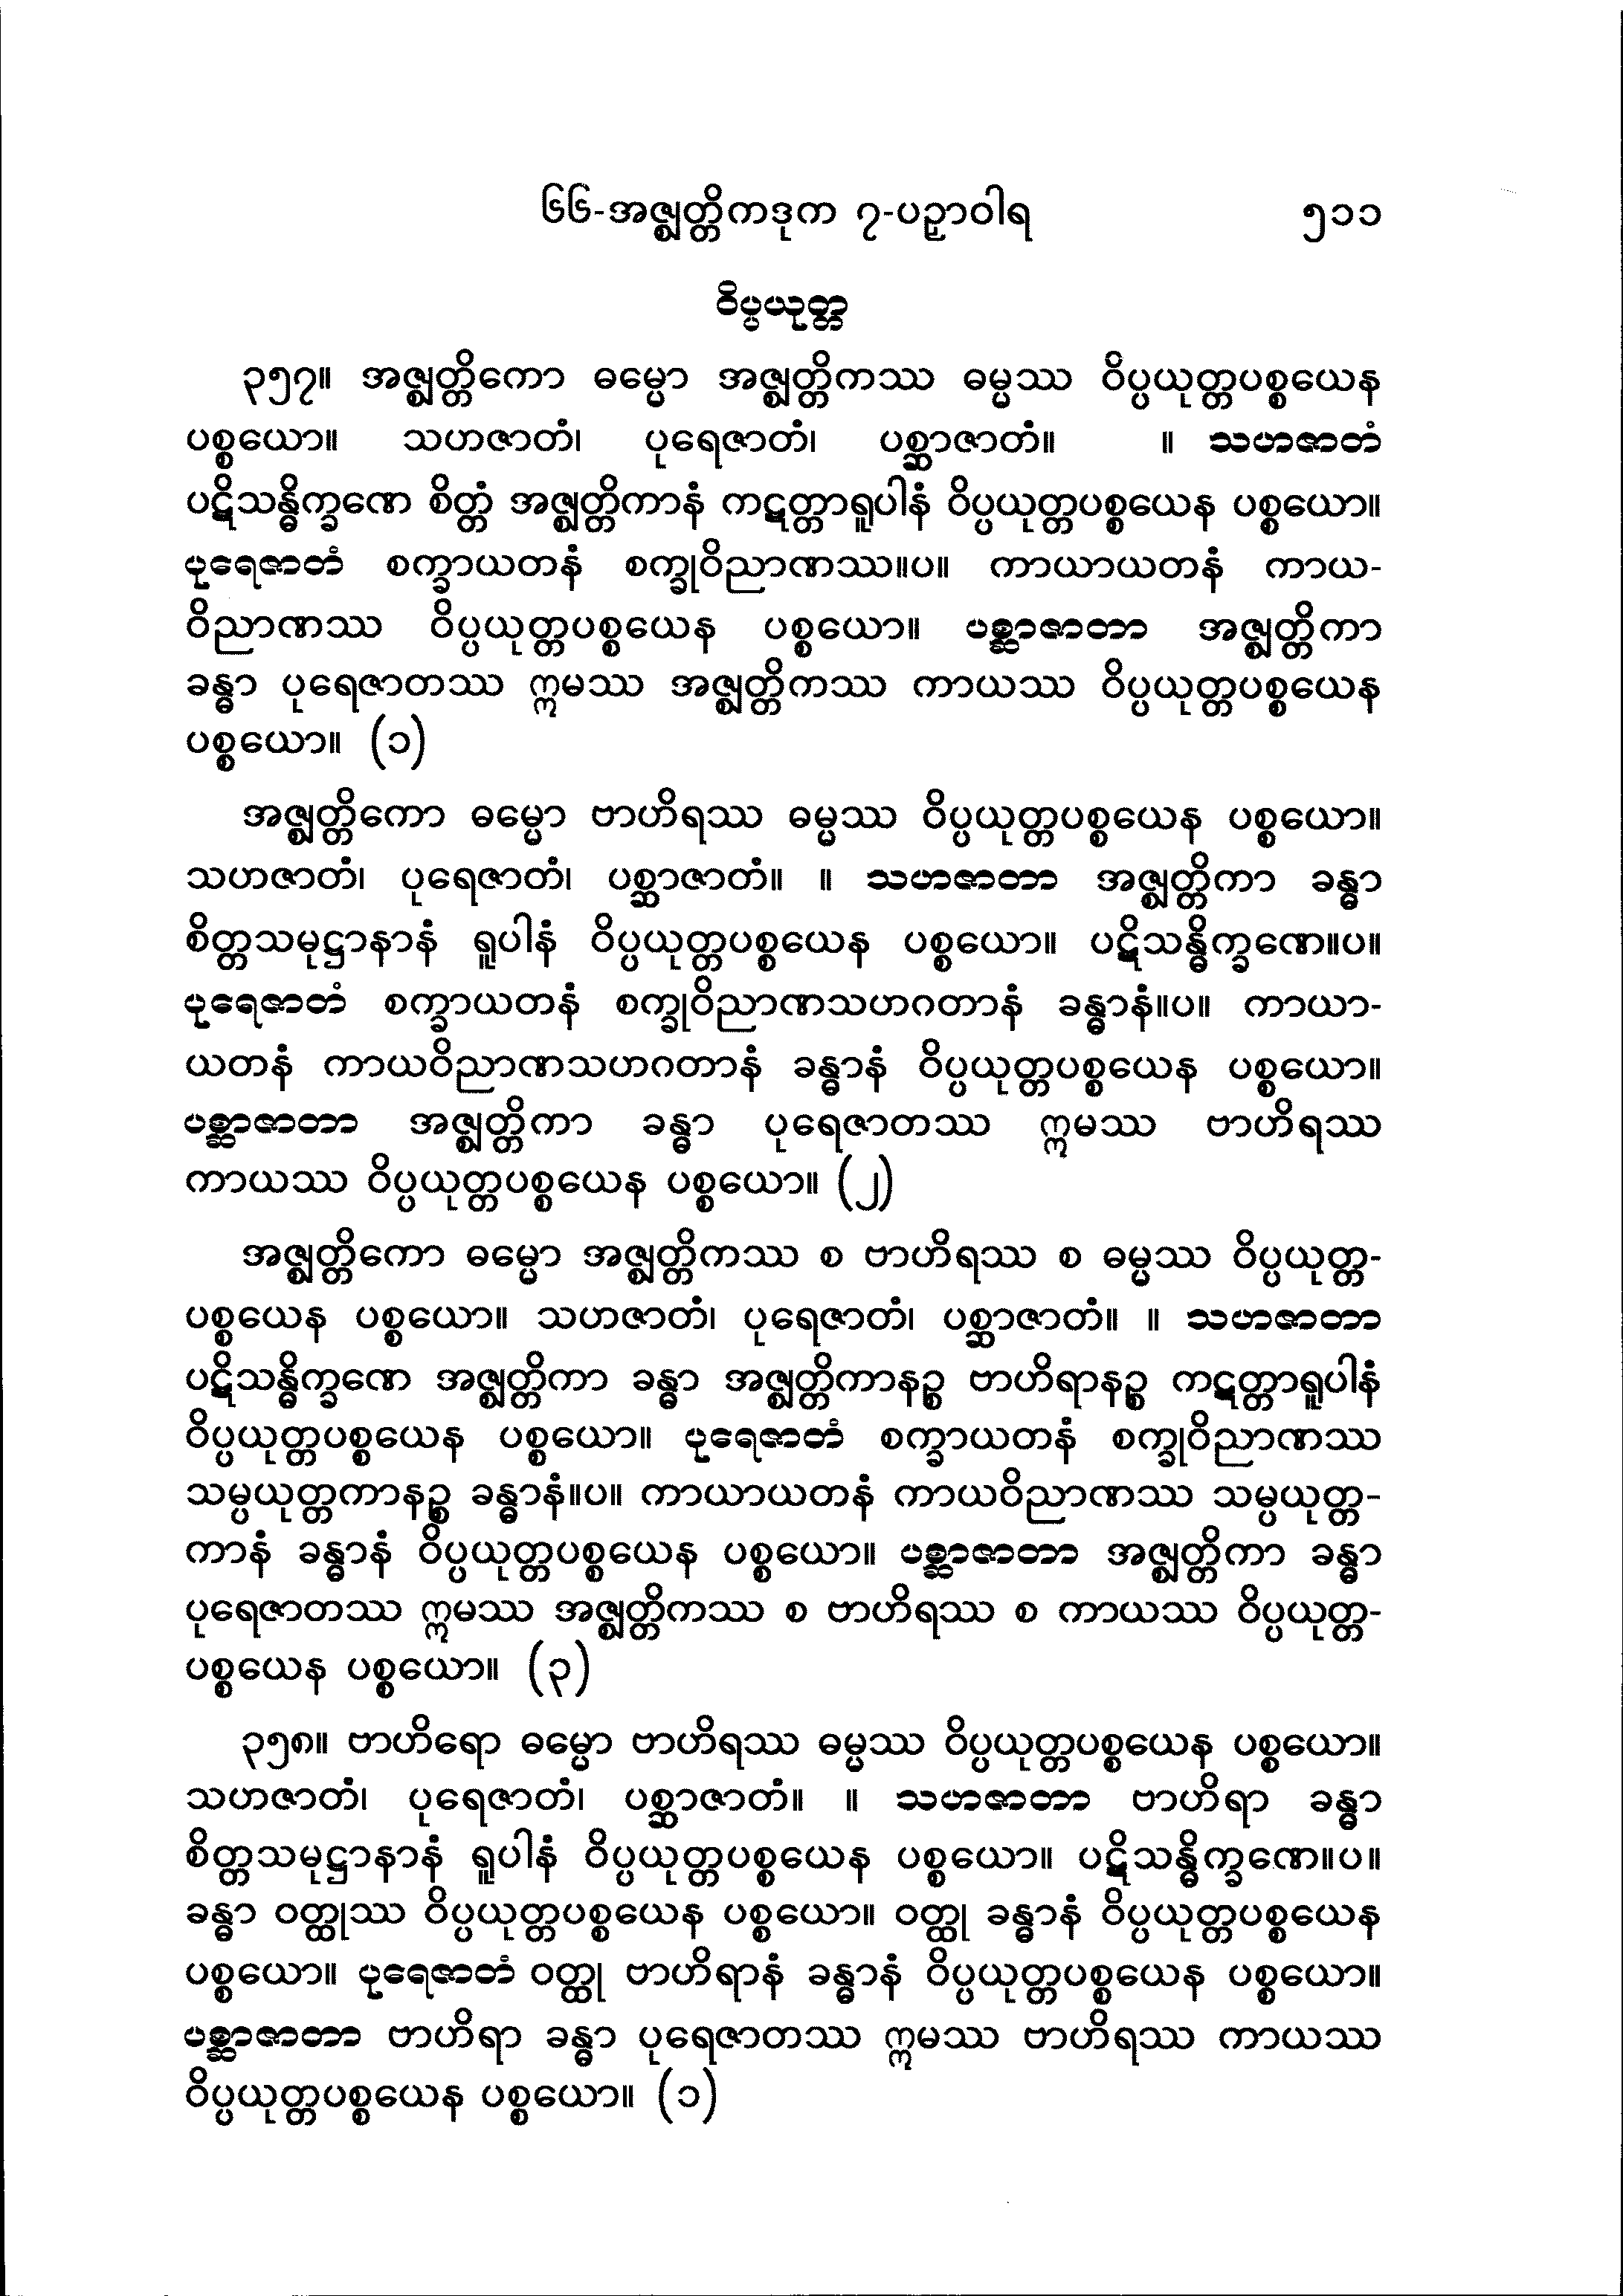 ၆၆-အဇ္ဈတ္တိကဒုက ၇-ပဉှာဝါရ ၅၁၁
ဝိပ္ပယုတ္တ
၃၅၇။ အဇ္ဈတ္တိကော ဓမ္မော အဇ္ဈတ္တိကဿ ဓမ္မဿ ဝိပ္ပယုတ္တပစ္စယေန
ပစ္စယော။ သဟဇာတံ၊ ပုရေဇာတံ၊ ပစ္ဆာဇာတံ။ ။ သဟဇာတံ
ပဋိသန္ဓိက္ခဏေ စိတ္တံ အဇ္ဈတ္တိကာနံ ကဋတ္တာရူပါနံ ဝိပ္ပယုတ္တပစ္စယေန ပစ္စယော။
ပုရေဇာတံ စက္ခာယတနံ စက္ခုဝိညာဏဿ။ပ။ ကာယာယတနံ ကာယ-
ဝိညာဏဿ ဝိပ္ပယုတ္တပစ္စယေန ပစ္စယော။ ပစ္ဆာဇာတာ အဇ္ဈတ္တိကာ
ခန္ဓာ ပုရေဇာတဿ ဣမဿ အဇ္ဈတ္တိကဿ ကာယဿ ဝိပ္ပယုတ္တပစ္စယေန
ပစ္စယော။ (၁)
အဇ္ဈတ္တိကော ဓမ္မော ဗာဟိရဿ ဓမ္မဿ ဝိပ္ပယုတ္တပစ္စယေန ပစ္စယော။
သဟဇာတံ၊ ပုရေဇာတံ၊ ပစ္ဆာဇာတံ။ ။ သဟဇာတာ အဇ္ဈတ္တိကာ ခန္ဓာ
စိတ္တသမုဋ္ဌာနာနံ ရူပါနံ ဝိပ္ပယုတ္တပစ္စယေန ပစ္စယော။ ပဋိသန္ဓိက္ခဏေ။ပ။
ပုရေဇာတံ စက္ခာယတနံ စက္ခုဝိညာဏသဟဂတာနံ ခန္ဓာနံ။ပ။ ကာယာ-
ယတနံ ကာယဝိညာဏသဟဂတာနံ ခန္ဓာနံ ဝိပ္ပယုတ္တပစ္စယေန ပစ္စယော။
ပစ္ဆာဇာတာ အဇ္ဈတ္တိကာ ခန္ဓာ ပုရေဇာတဿ ဣမဿ ဗာဟိရဿ
ကာယဿ ဝိပ္ပယုတ္တပစ္စယေန ပစ္စယော။ (၂)
အဇ္ဈတ္တိကော ဓမ္မော အဇ္ဈတ္တိကဿ စ ဗာဟိရဿ စ ဓမ္မဿ ဝိပ္ပယုတ္တ-
ပစ္စယေန ပစ္စယော။ သဟဇာတံ၊ ပုရေဇာတံ၊ ပစ္ဆာဇာတံ။ ။ သဟဇာတာ
ပဋိသန္ဓိက္ခဏေ အဇ္ဈတ္တိကာ ခန္ဓာ အဇ္ဈတ္တိကာနဉ္စ ဗာဟိရာနဉ္စ ကဋတ္တာရူပါနံ
ဝိပ္ပယုတ္တပစ္စယေန ပစ္စယော။ ပုရေဇာတံ စက္ခာယတနံ စက္ခုဝိညာဏဿ
သမ္ပယုတ္တကာနဉ္စ ခန္ဓာနံ။ပ။ ကာယာယတနံ ကာယဝိညာဏဿ သမ္ပယုတ္တ-
ကာနံ ခန္ဓာနံ ဝိပ္ပယုတ္တပစ္စယေန ပစ္စယော။ ပစ္ဆာဇာတာ အဇ္ဈတ္တိကာ ခန္ဓာ
ပုရေဇာတဿ ဣမဿ အဇ္ဈတ္တိကဿ စ ဗာဟိရဿ စ ကာယဿ ဝိပ္ပယုတ္တ-
ပစ္စယေန ပစ္စယော။ (၃)
၃၅၈။ ဗာဟိရော ဓမ္မော ဗာဟိရဿ ဓမ္မဿ ဝိပ္ပယုတ္တပစ္စယေန ပစ္စယော။
သဟဇာတံ၊ ပုရေဇာတံ၊ ပစ္ဆာဇာတံ။ ။ သဟဇာတာ ဗာဟိရာ ခန္ဓာ
စိတ္တသမုဋ္ဌာနာနံ ရူပါနံ ဝိပ္ပယုတ္တပစ္စယေန ပစ္စယော။ ပဋိသန္ဓိက္ခဏေ။ပ။
ခန္ဓာ ဝတ္ထုဿ ဝိပ္ပယုတ္တပစ္စယေန ပစ္စယော။ ဝတ္ထု ခန္ဓာနံ ဝိပ္ပယုတ္တပစ္စယေန
ပစ္စယော။ ပုရေဇာတံ ဝတ္ထု ဗာဟိရာနံ ခန္ဓာနံ ဝိပ္ပယုတ္တပစ္စယေန ပစ္စယော။
ပစ္ဆာဇာတာ ဗာဟိရာ ခန္ဓာ ပုရေဇာတဿ ဣမဿ ဗာဟိရဿ ကာယဿ
ဝိပ္ပယုတ္တပစ္စယေန ပစ္စယော။ (၁)